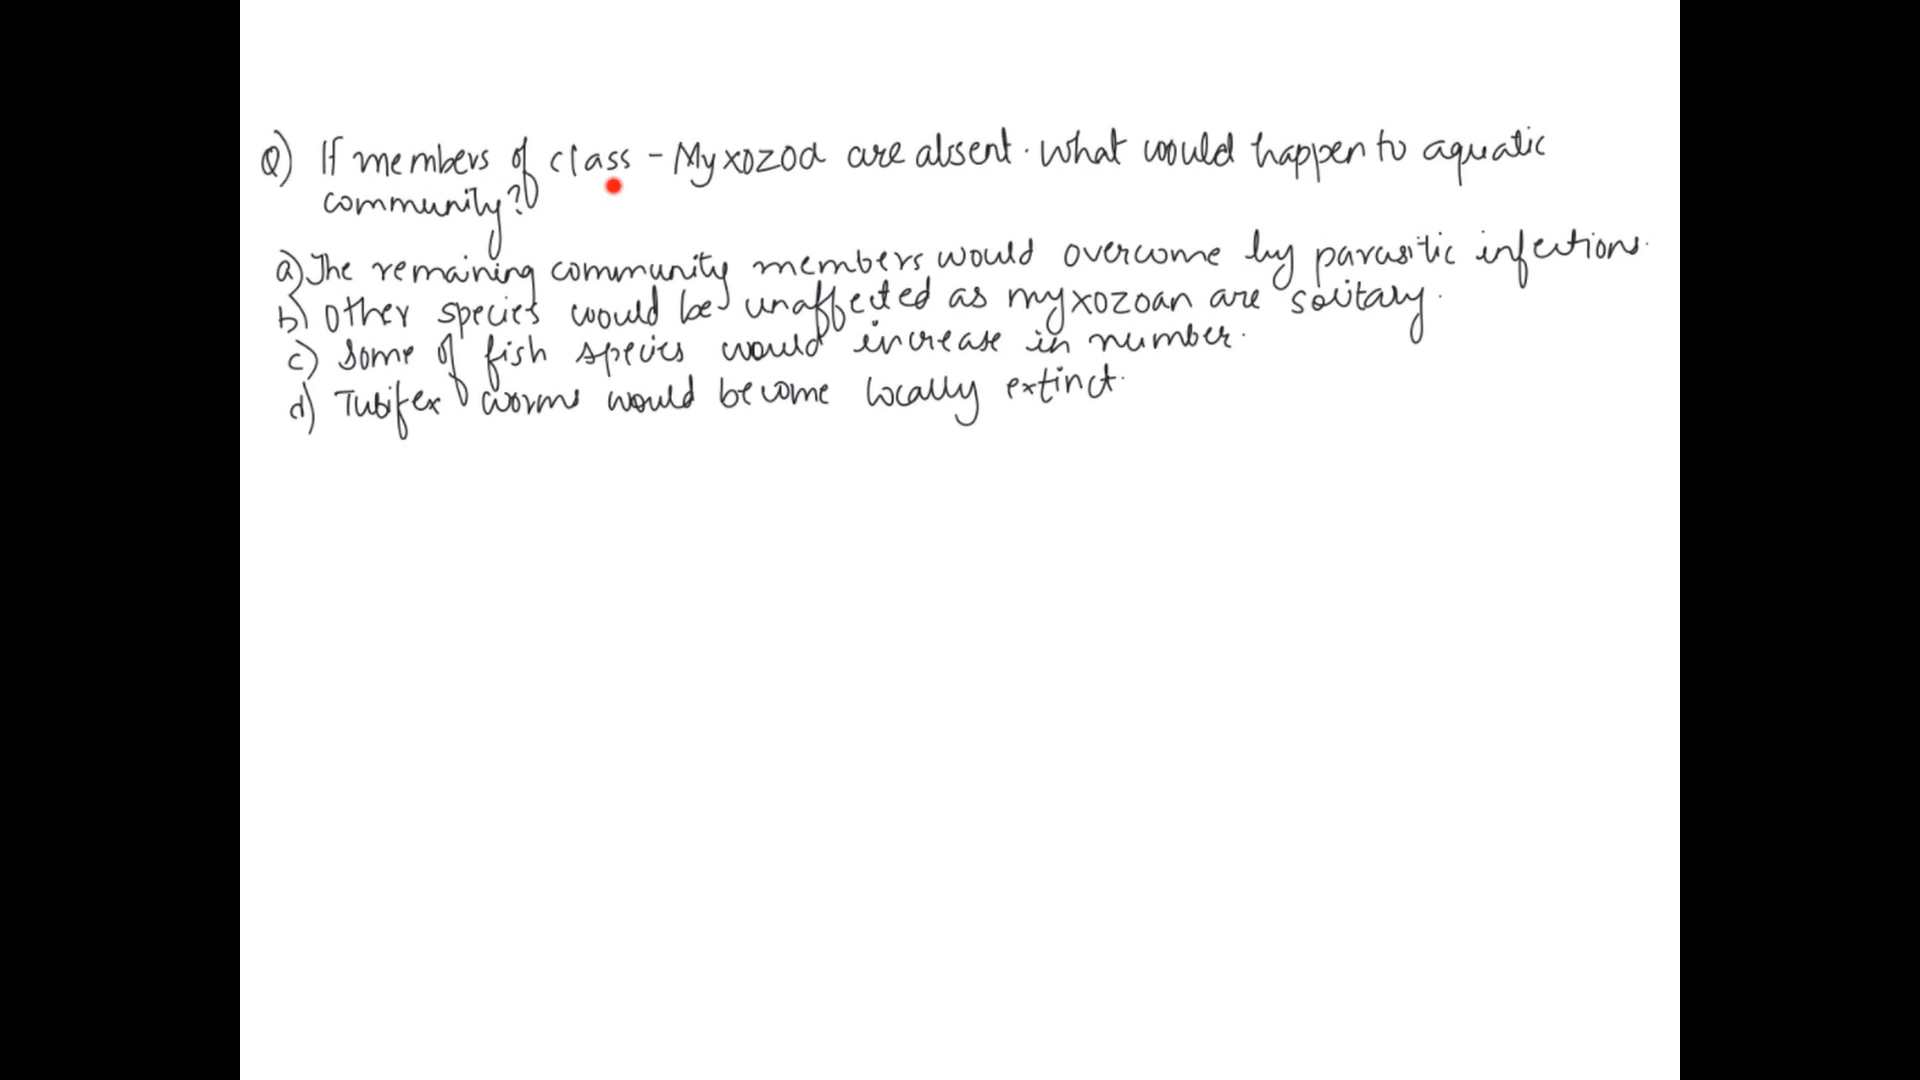 Q) If members of class - Myxozoa are absent. What would happen to aquatic
community?
a) The remaining community members would overcome by parasitic infections.
b) Other species would be unaffected as myxozoan are solitary.
c) Some of fish species would increase in number.
d) Tubifex worms would become locally extinct.